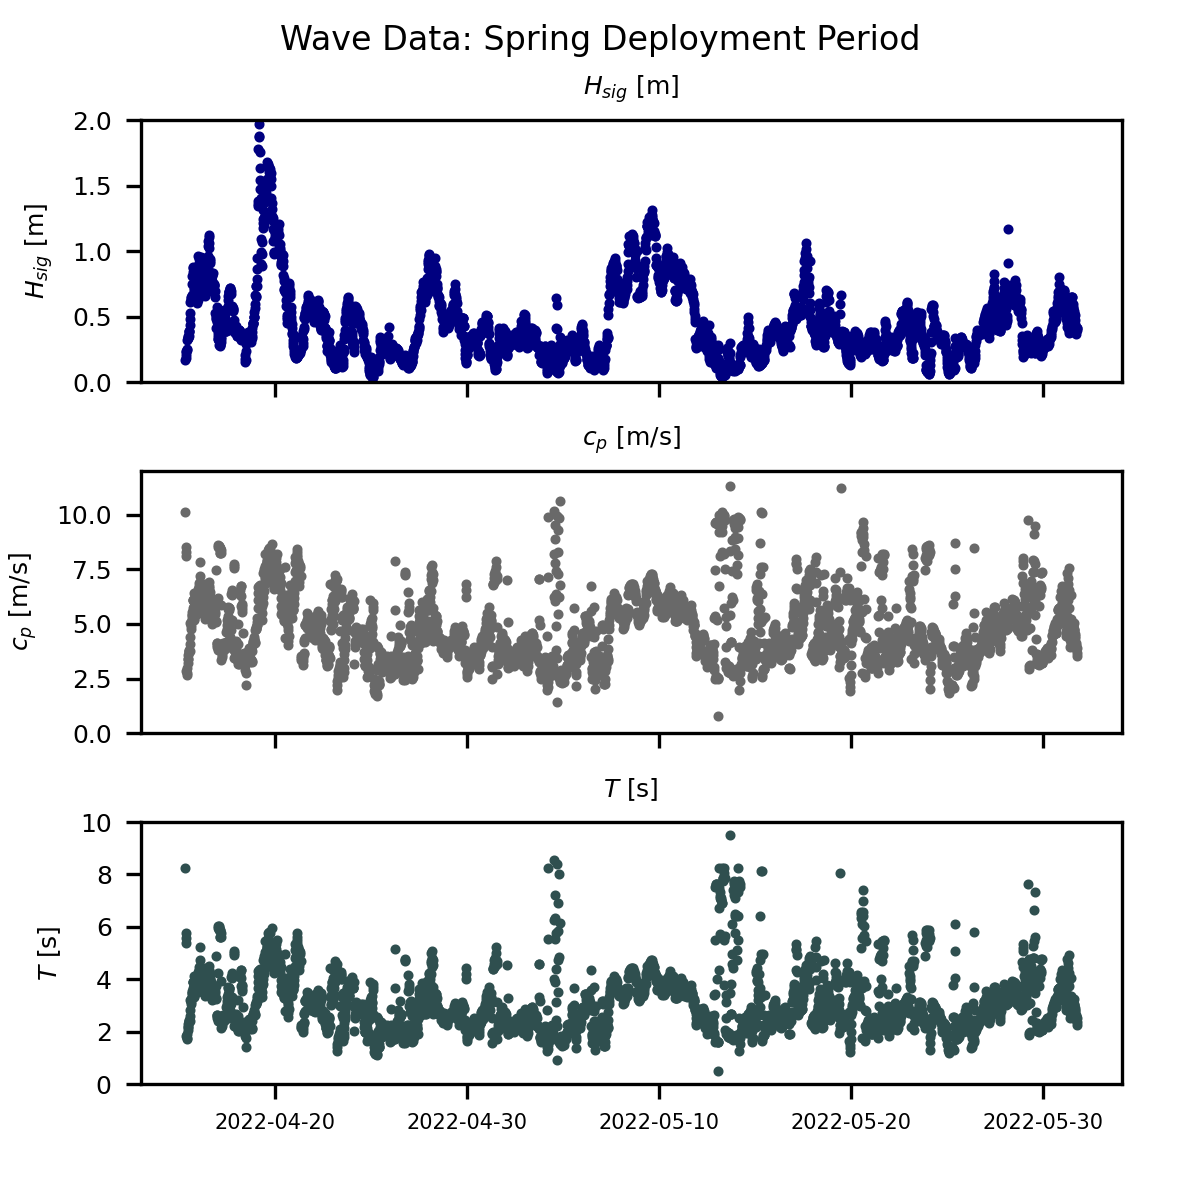 Wave Data: Spring Deployment Period
H_sig [m]
2.0
1.5
1.0
0.5
0.0
H_sig [m]
c_p [m/s]
10.0
7.5
5.0
2.5
0.0
c_p [m/s]
T [s]
10
8
6
4
2
0
T [s]
2022-04-20 2022-04-30 2022-05-10 2022-05-20 2022-05-30